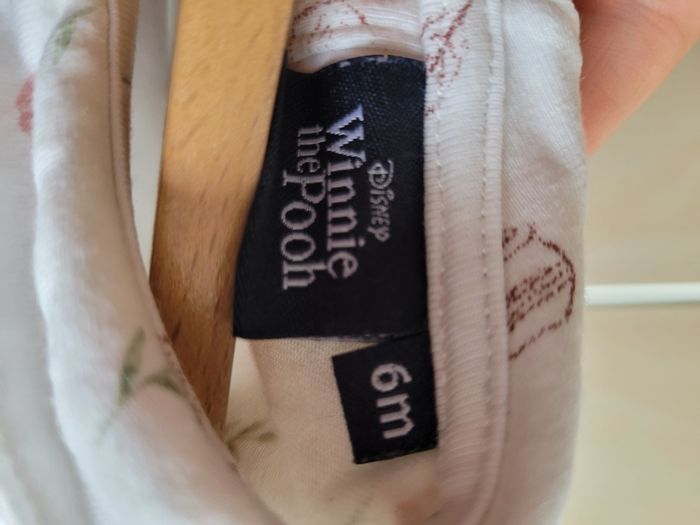 Disney
Winnie
the Pooh
6m